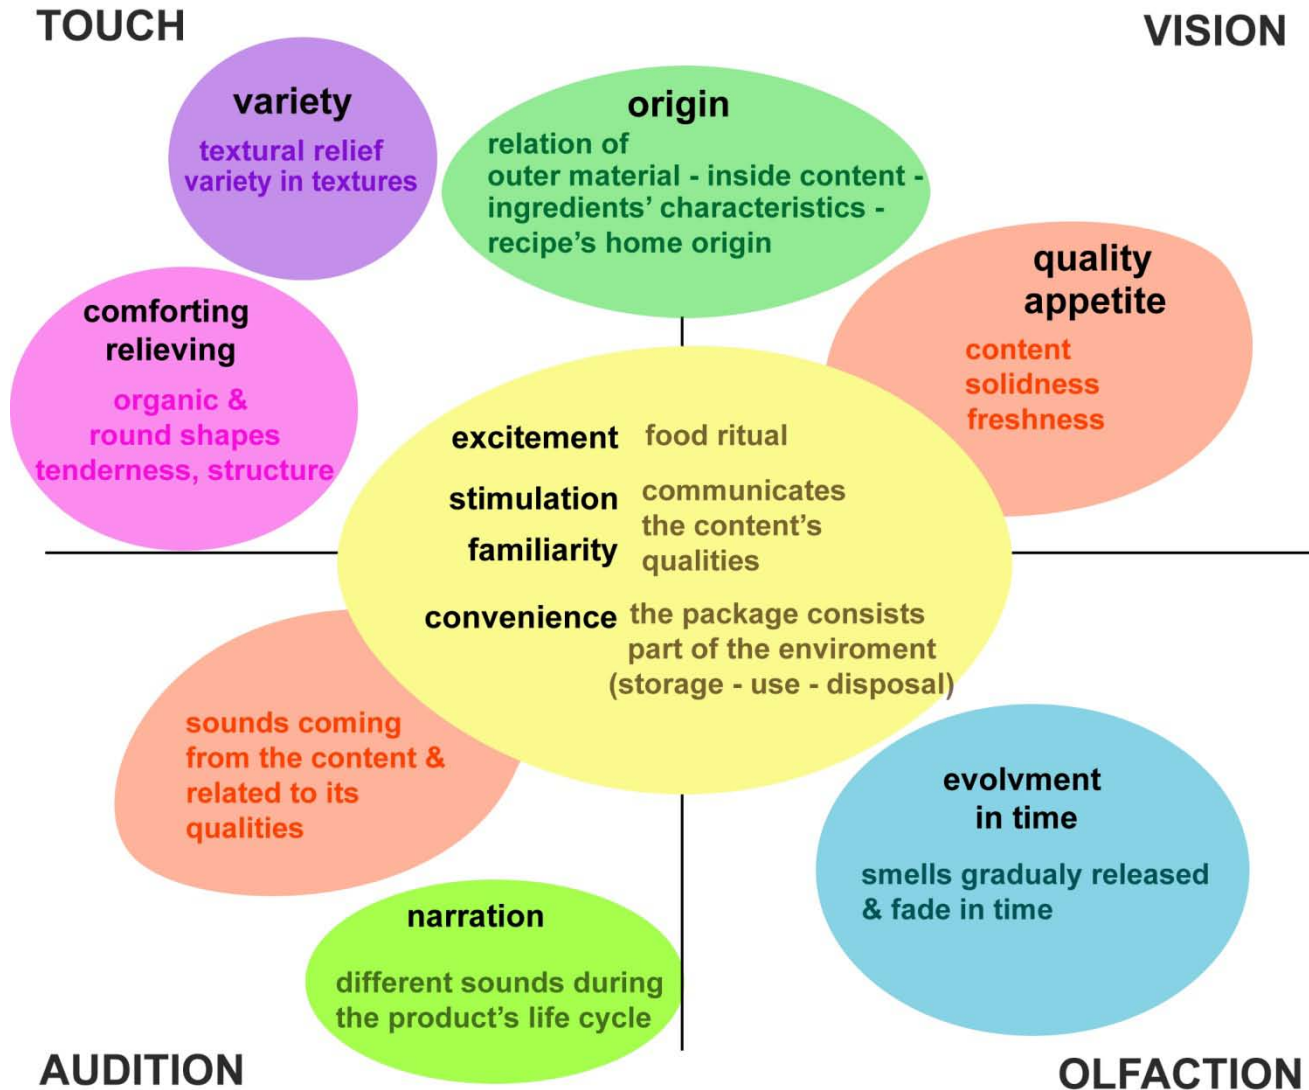 TOUCH
VISION
variety
textural relief
variety in textures
origin
relation of
outer material - inside content -
ingredients’ characteristics -
recipe’s home origin
quality
appetite
content
solidness
freshness
comforting
relieving
organic &
round shapes
tenderness, structure
excitement food ritual
stimulation communicates
the content’s
familiarity
qualities
convenience the package consists
part of the enviroment
(storage - use - disposal)
sounds coming
from the content &
related to its
qualities
evolvment
in time
smells gradualy released
& fade in time
narration
different sounds during
the product’s life cycle
AUDITION
OLFACTION